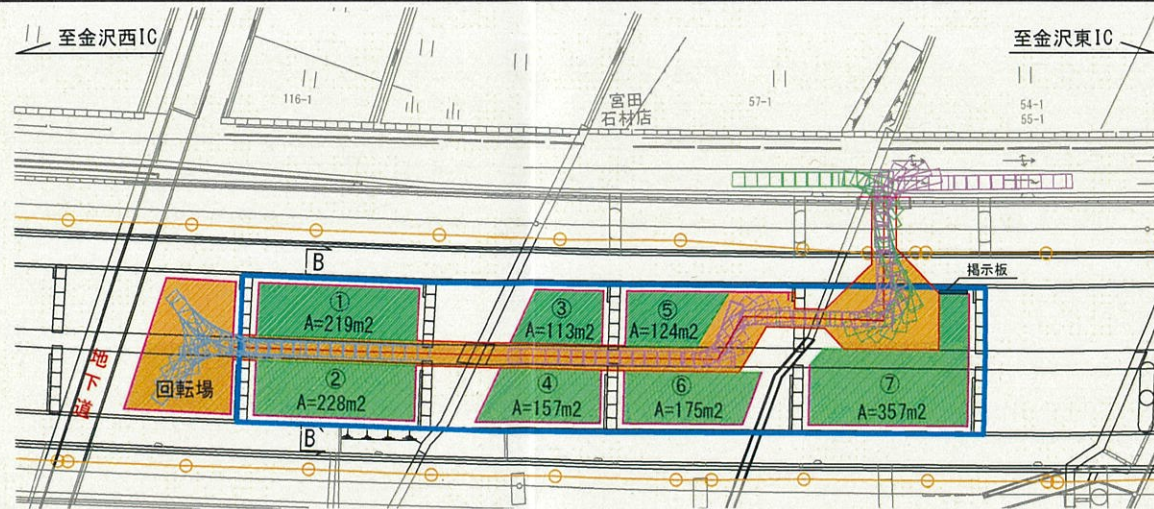 至金沢西IC
至金沢東IC
116-1
宮田
石材店
57-1
54-1
55-1
B
掲示板
①
A=219m2
③
A=113m2
⑤
A=124m2
地下道
回転場
②
A=228m2
④
A=157m2
⑥
A=175m2
⑦
A=357m2
B`